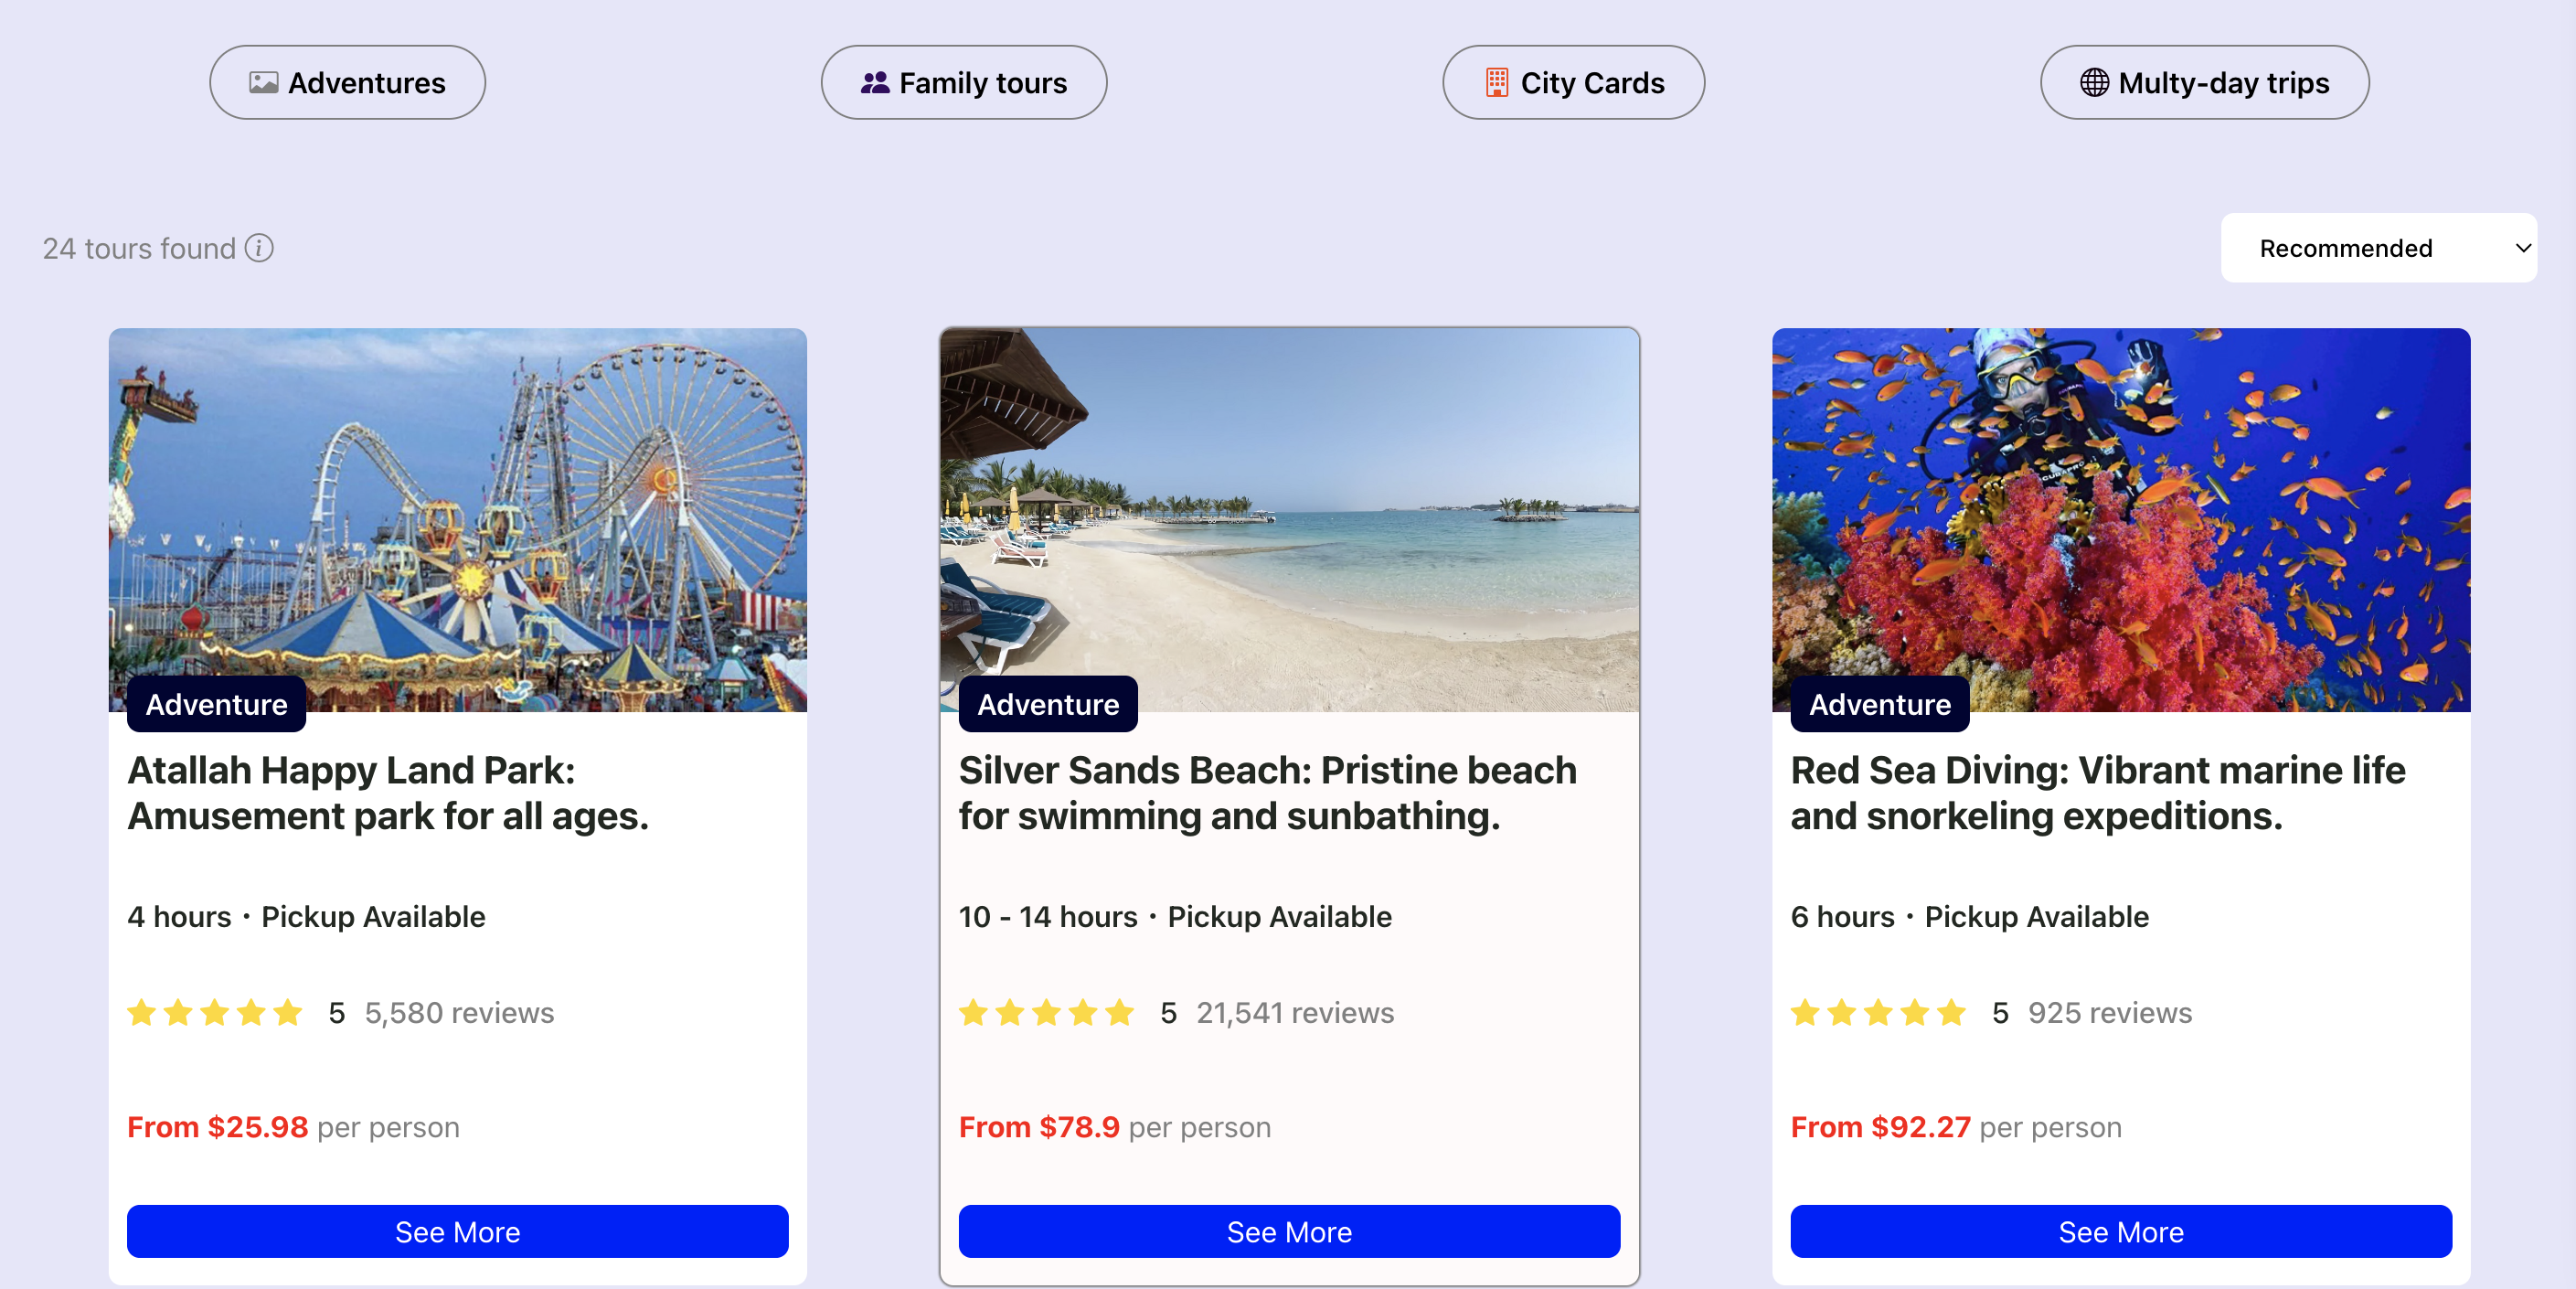 Adventures
Family tours
City Cards
Multy-day trips
24 tours found
Recommended
Adventure
Atallah Happy Land Park:
Amusement park for all ages.
4 hours · Pickup Available
5 5,580 reviews
From $25.98 per person
See More
Adventure
Silver Sands Beach: Pristine beach
for swimming and sunbathing.
10 - 14 hours · Pickup Available
5 21,541 reviews
From $78.9 per person
See More
Adventure
Red Sea Diving: Vibrant marine life
and snorkeling expeditions.
6 hours · Pickup Available
5 925 reviews
From $92.27 per person
See More